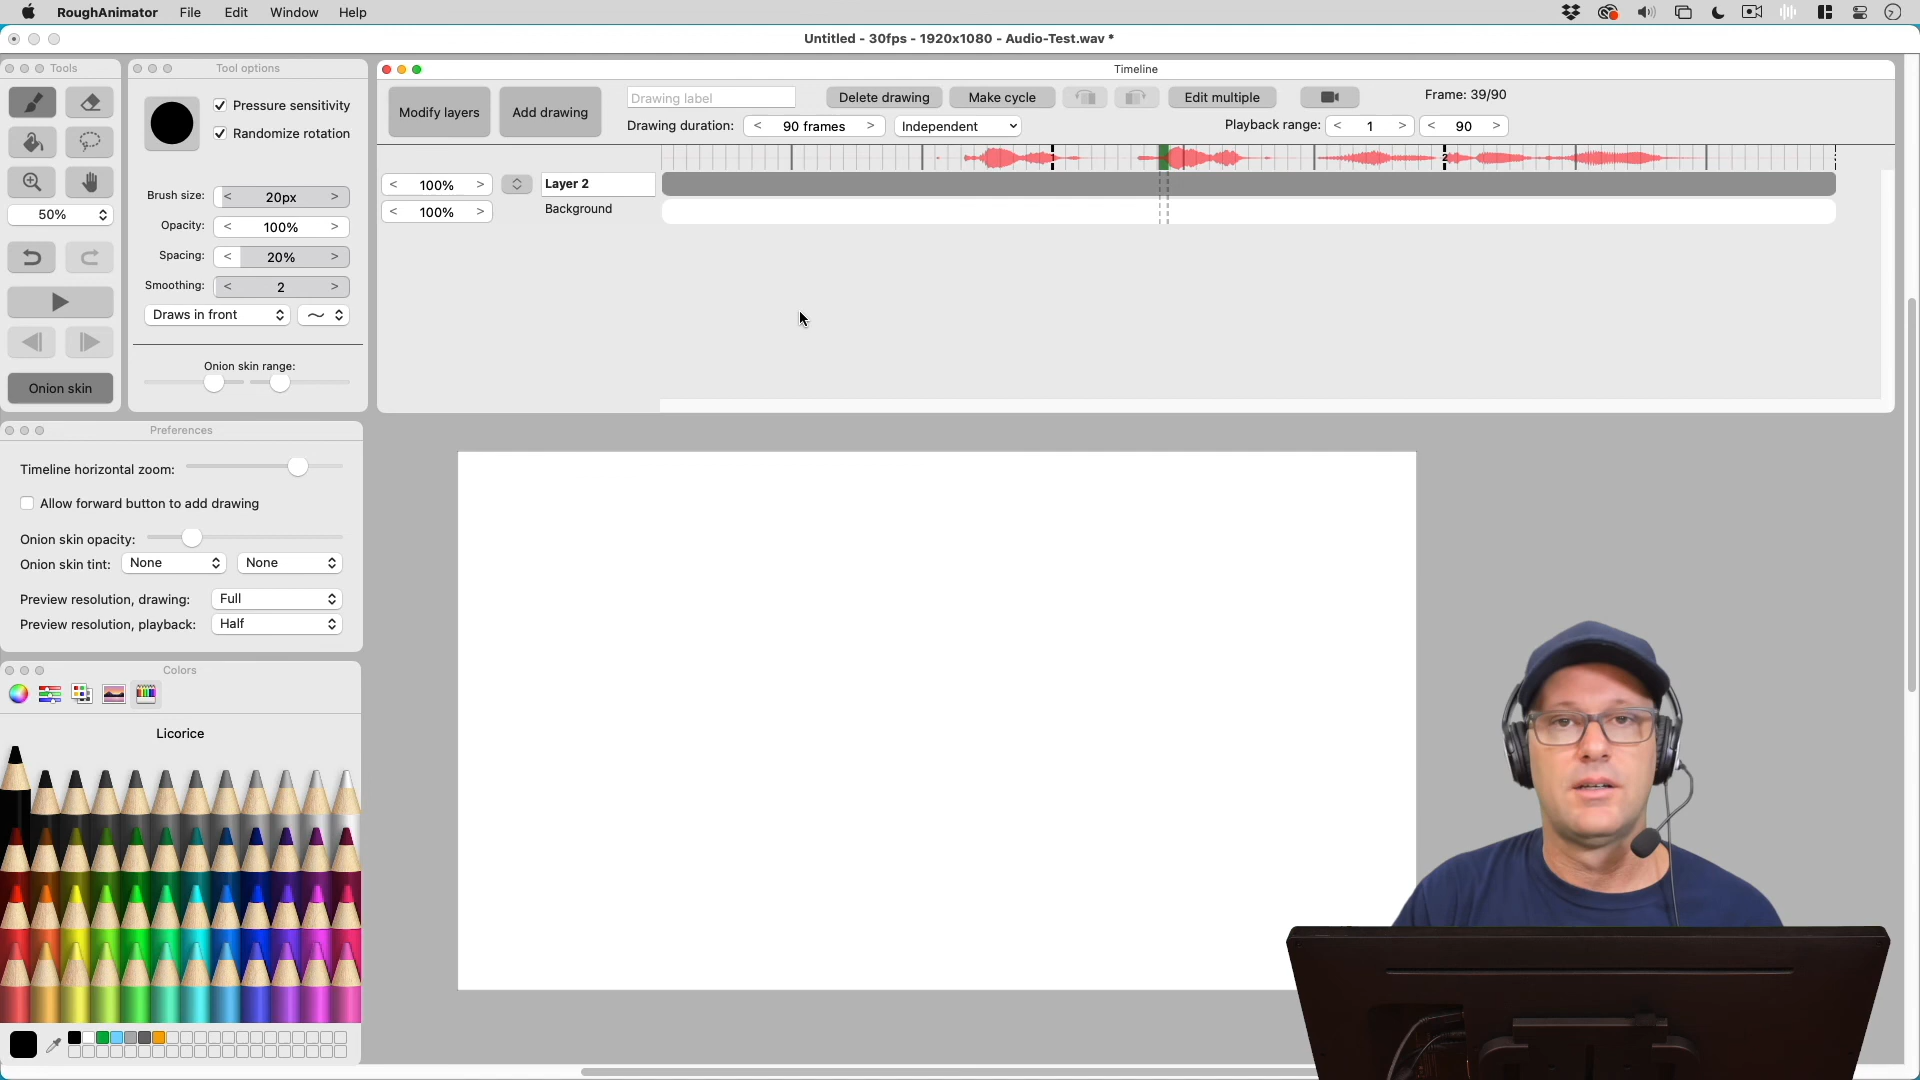 RoughAnimator File Edit Window Help
Untitled - 30fps - 1920x1080 - Audio-Test.wav *
Tools
Tool options
Timeline
Pressure sensitivity
Randomize rotation
Modify layers
Add drawing
Drawing label
Delete drawing
Make cycle
Edit multiple
Frame: 39/90
Drawing duration: < 90 frames > Independent
Playback range: < 1 > < 90 >
1
2
< 100% > Layer 2
< 100% > Background
Brush size: < 20px >
50%
Opacity: < 100% >
Spacing: < 20% >
Smoothing: < 2 >
Draws in front
Onion skin range:
Onion skin
Preferences
Timeline horizontal zoom:
Allow forward button to add drawing
Onion skin opacity:
Onion skin tint: None None
Preview resolution, drawing: Full
Preview resolution, playback: Half
Colors
Licorice